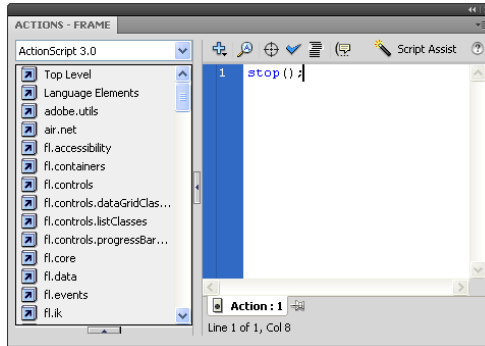 ACTIONS - FRAME
ActionScript 3.0
Script Assist
Top Level
Language Elements
adobe.utils
air.net
fl.accessibility
fl.containers
fl.controls
fl.controls.dataGridClas...
fl.controls.listClasses
fl.controls.progressBar...
fl.core
fl.data
fl.events
fl.ik
1 stop();
Action : 1
Line 1 of 1, Col 8